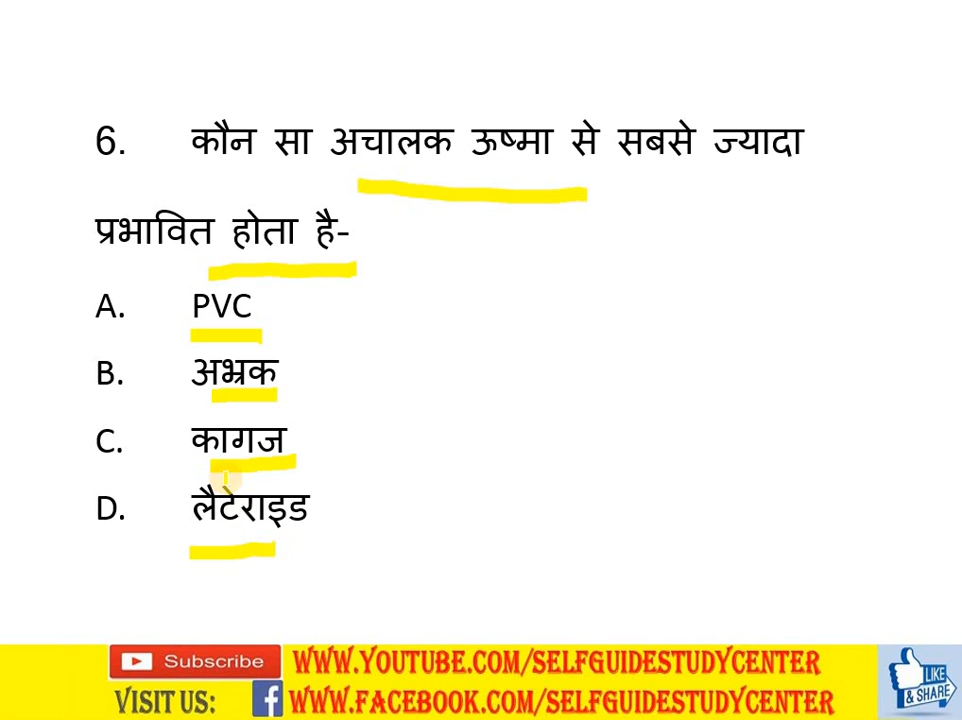 6. कौन सा अचालक ऊष्मा से सबसे ज्यादा
प्रभावित होता है-
A. PVC
B. अभ्रक
C. कागज
D. लैटेराइड
Subscribe WWW.YOUTUBE.COM/SELFGUIDESTUDYCENTER
VISIT US: f WWW.FACEBOOK.COM/SELFGUIDESTUDYCENTER
LIKE
& SHARE